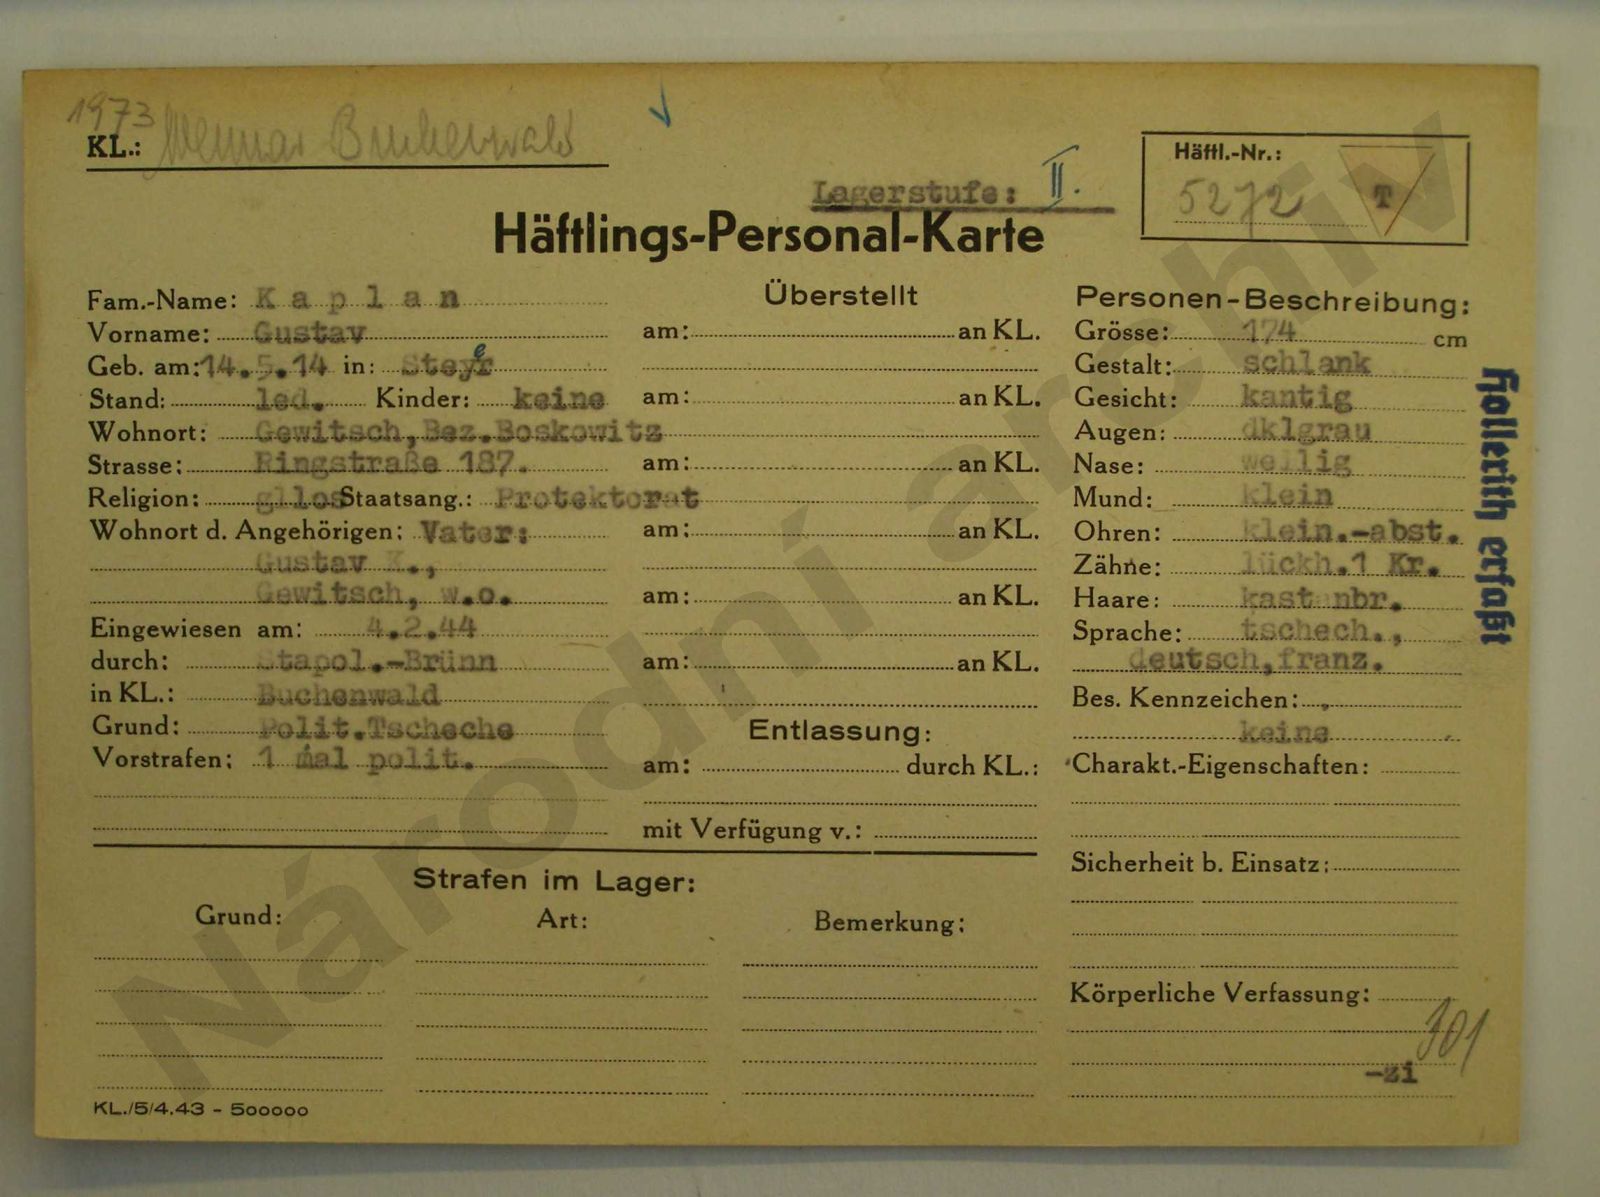 1973
KL.: Weimar Buchenwald
Lagerstufe: II.
Häftl.-Nr.:
5272 T
Häftlings-Personal-Karte
Fam.-Name: Kaplan
Vorname: Gustav
Geb. am: 14.5.14 in: Steyr e
Stand: led. Kinder: keine
Wohnort: Gewitsch, Bez.Boskowitz
Strasse: Ringstraße 187.
Religion: gllos Staatsang.: Protektorat
Wohnort d. Angehörigen: Vater:
Gustav K.,
Gewitsch, w.o.
Eingewiesen am: 4.2.44
durch: Stapol.-Brünn
in KL.: Buchenwald
Grund: Polit.Tscheche
Vorstrafen: 1 mal polit.
Überstellt
am: an KL.
am: an KL.
am: an KL.
am: an KL.
am: an KL.
am: an KL.
Entlassung:
am: durch KL.:
mit Verfügung v.:
Personen-Beschreibung:
Grösse: 174 cm
Gestalt: schlank
Gesicht: kantig
Augen: dklgrau
Nase: wellig
Mund: klein
Ohren: klein.-abst.
Zähne: lückh.1 Kr.
Haare: kastanbr.
Sprache: tschech.,
deutsch,franz.
Bes. Kennzeichen:
keine
Charakt.-Eigenschaften:
Sicherheit b. Einsatz:
Körperliche Verfassung:
301
-zi
Hollerith erfaßt
Strafen im Lager:
Grund: Art: Bemerkung:
KL./5/4.43 - 500000
Národní archiv